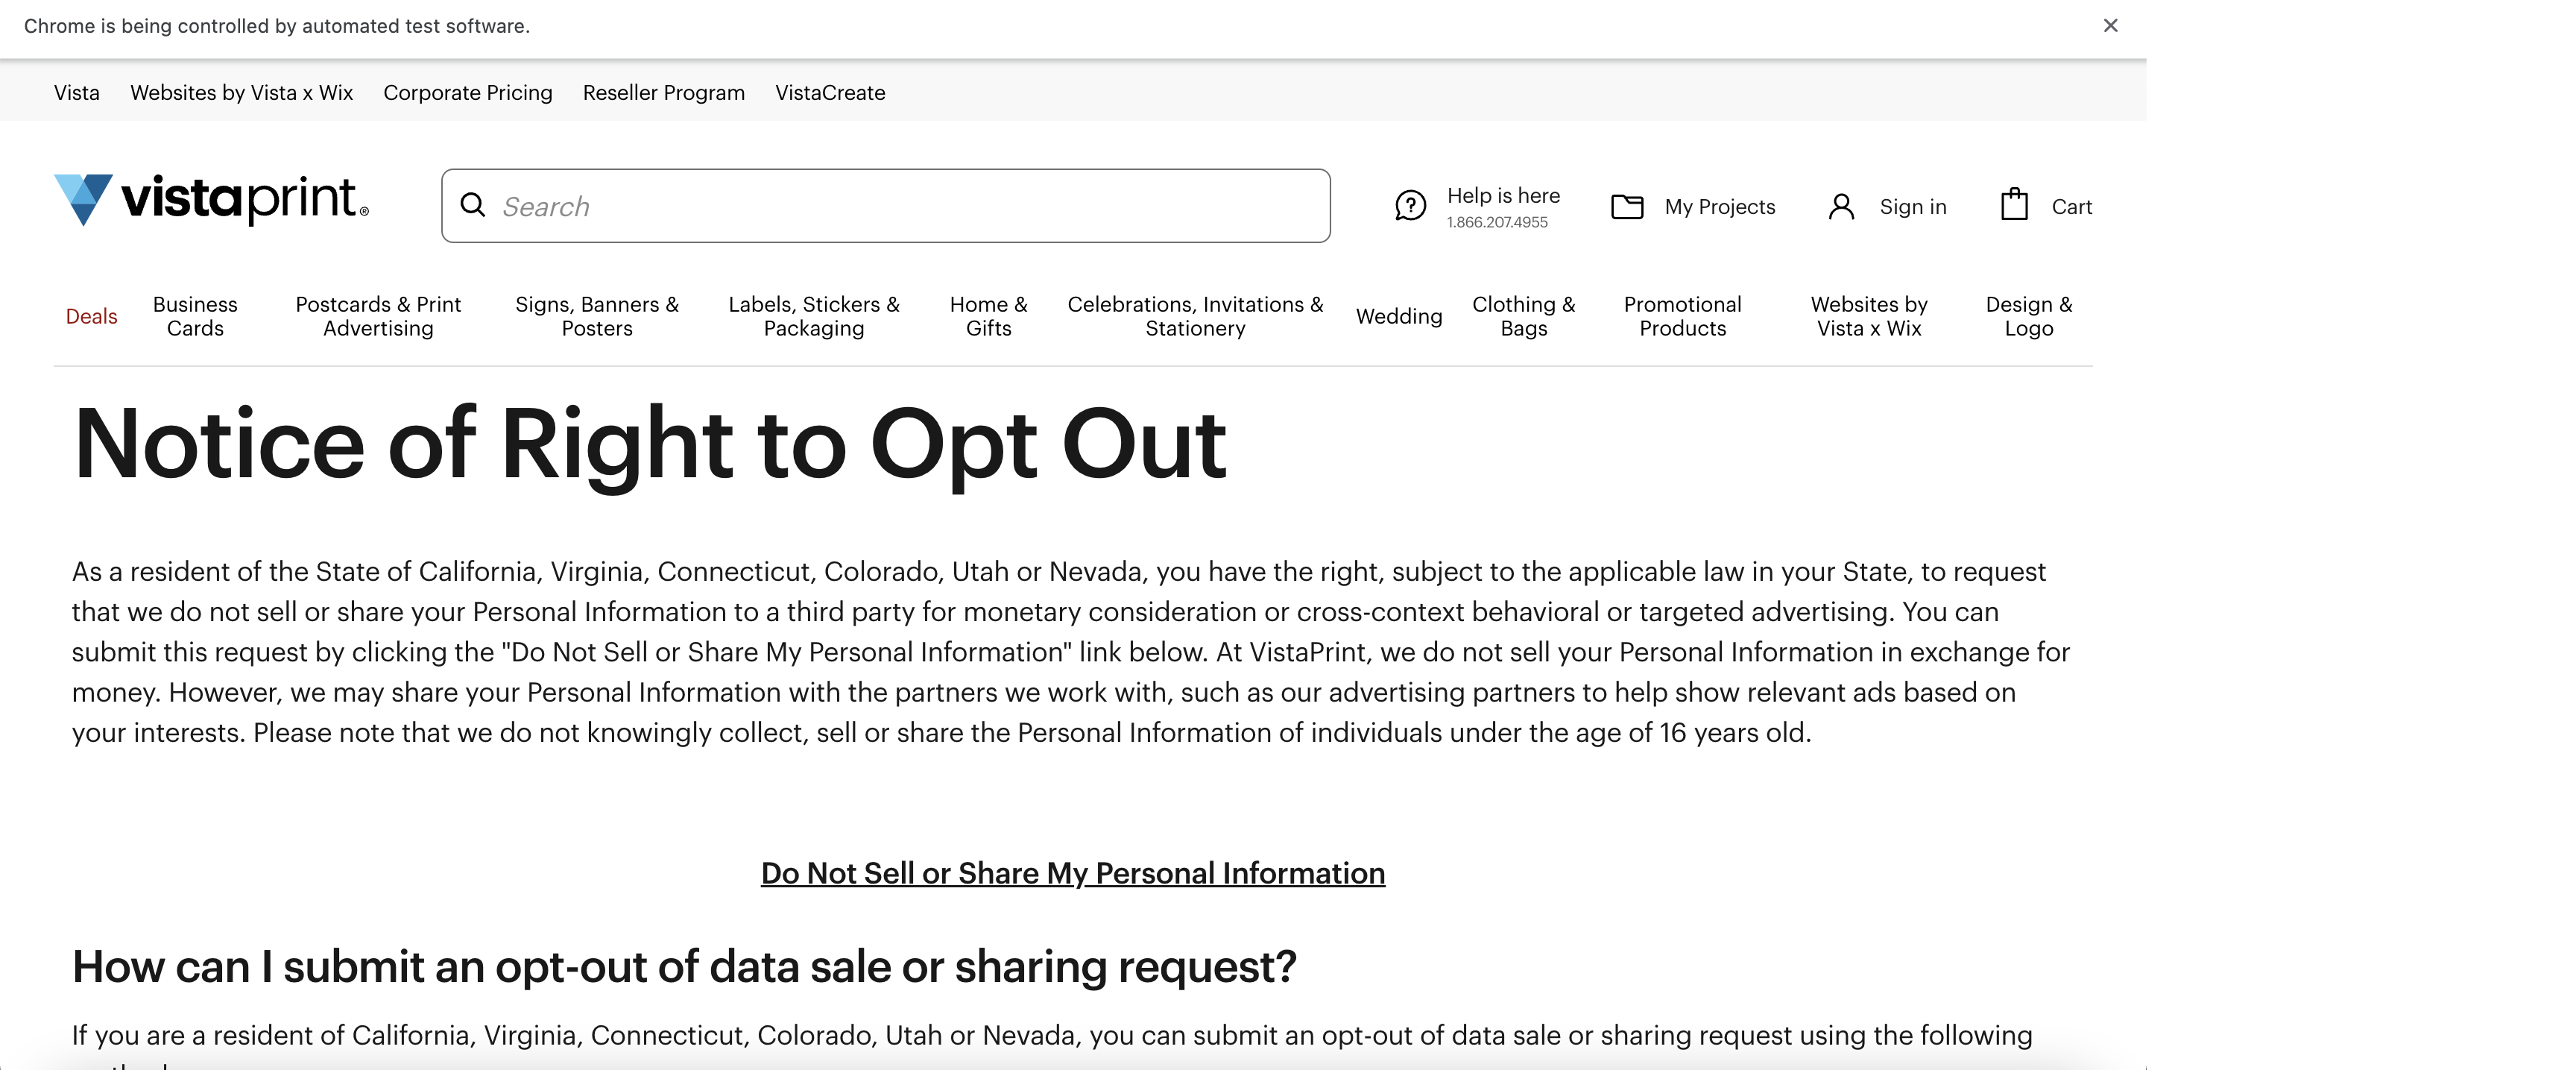 Chrome is being controlled by automated test software.
Vista Websites by Vista x Wix Corporate Pricing Reseller Program VistaCreate
vistaprint®
Search
Help is here
1.866.207.4955
My Projects
Sign in
Cart
Deals
Business
Cards
Postcards & Print
Advertising
Signs, Banners &
Posters
Labels, Stickers &
Packaging
Home &
Gifts
Celebrations, Invitations &
Stationery
Wedding
Clothing &
Bags
Promotional
Products
Websites by
Vista x Wix
Design &
Logo
Notice of Right to Opt Out
As a resident of the State of California, Virginia, Connecticut, Colorado, Utah or Nevada, you have the right, subject to the applicable law in your State, to request
that we do not sell or share your Personal Information to a third party for monetary consideration or cross-context behavioral or targeted advertising. You can
submit this request by clicking the "Do Not Sell or Share My Personal Information" link below. At VistaPrint, we do not sell your Personal Information in exchange for
money. However, we may share your Personal Information with the partners we work with, such as our advertising partners to help show relevant ads based on
your interests. Please note that we do not knowingly collect, sell or share the Personal Information of individuals under the age of 16 years old.
Do Not Sell or Share My Personal Information
How can I submit an opt-out of data sale or sharing request?
If you are a resident of California, Virginia, Connecticut, Colorado, Utah or Nevada, you can submit an opt-out of data sale or sharing request using the following